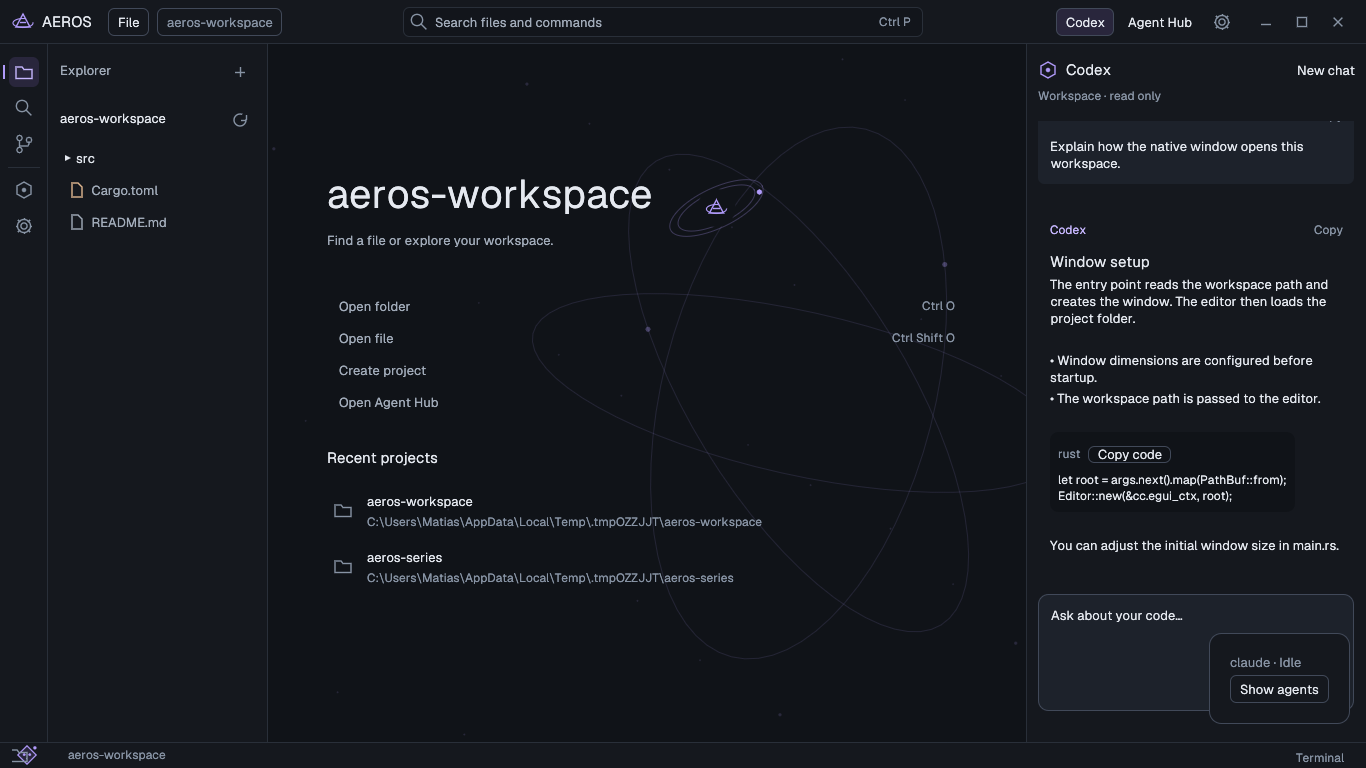 AEROS File aeros-workspace Search files and commands Ctrl P Codex Agent Hub
Explorer
aeros-workspace
src
Cargo.toml
README.md
aeros-workspace
Find a file or explore your workspace.
Open folder Ctrl O
Open file Ctrl Shift O
Create project
Open Agent Hub
Recent projects
aeros-workspace
C:\Users\Matias\AppData\Local\Temp\.tmpOZZJJT\aeros-workspace
aeros-series
C:\Users\Matias\AppData\Local\Temp\.tmpOZZJJT\aeros-series
Codex New chat
Workspace · read only
Explain how the native window opens this
workspace.
Codex Copy
Window setup
The entry point reads the workspace path and
creates the window. The editor then loads the
project folder.
• Window dimensions are configured before
startup.
• The workspace path is passed to the editor.
rust Copy code
let root = args.next().map(PathBuf::from);
Editor::new(&cc.egui_ctx, root);
You can adjust the initial window size in main.rs.
Ask about your code…
claude · Idle
Show agents
aeros-workspace Terminal